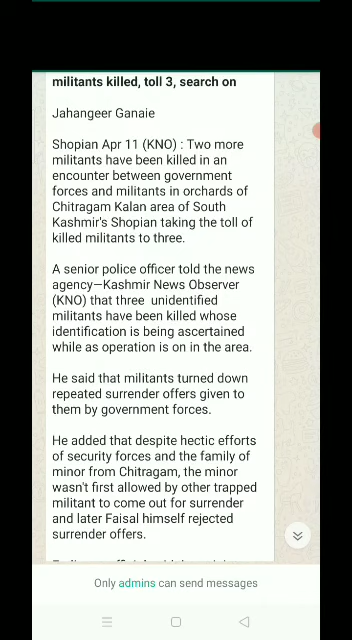 militants killed, toll 3, search on
Jahangeer Ganaie
Shopian Apr 11 (KNO) : Two more
militants have been killed in an
encounter between government
forces and militants in orchards of
Chitragam Kalan area of South
Kashmir's Shopian taking the toll of
killed militants to three.
A senior police officer told the news
agency—Kashmir News Observer
(KNO) that three  unidentified
militants have been killed whose
identification is being ascertained
while as operation is on in the area.
He said that militants turned down
repeated surrender offers given to
them by government forces.
He added that despite hectic efforts
of security forces and the family of
minor from Chitragam, the minor
wasn't first allowed by other trapped
militant to come out for surrender
and later Faisal himself rejected
surrender offers.
Only admins can send messages